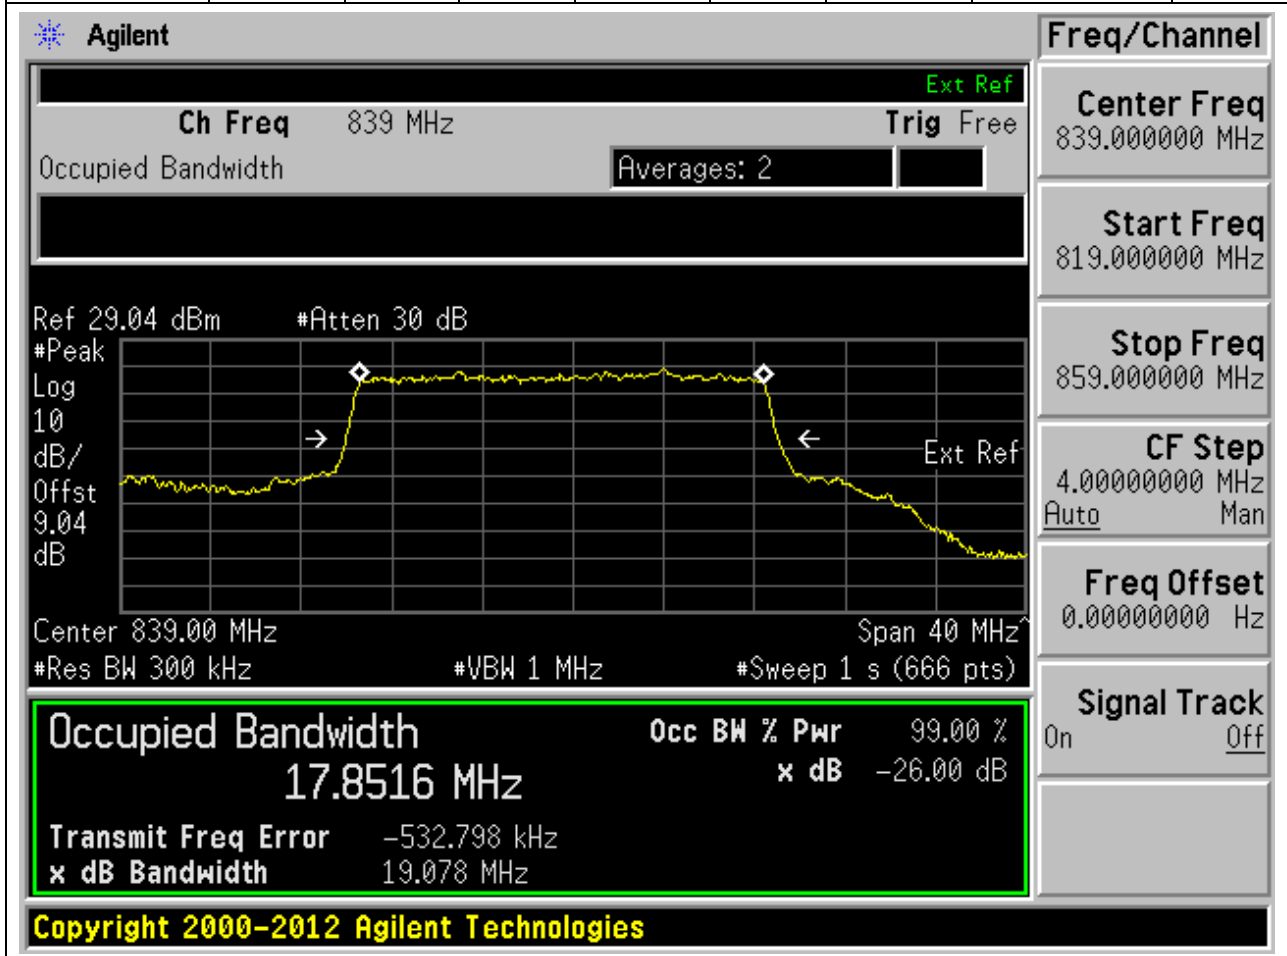 Agilent
Freq/Channel
Ext Ref
Ch Freq 839 MHz Trig Free
Occupied Bandwidth Averages: 2
Center Freq
839.000000 MHz
Start Freq
819.000000 MHz
Stop Freq
859.000000 MHz
CF Step
4.00000000 MHz
Auto Man
Freq Offset
0.00000000 Hz
Signal Track
On Off
Ref 29.04 dBm #Atten 30 dB
#Peak
Log
10
dB/
Offst
9.04
dB
Ext Ref
Center 839.00 MHz Span 40 MHz^
#Res BW 300 kHz #VBW 1 MHz #Sweep 1 s (666 pts)
Occupied Bandwidth Occ BW % Pwr 99.00 %
17.8516 MHz x dB -26.00 dB
Transmit Freq Error -532.798 kHz
x dB Bandwidth 19.078 MHz
Copyright 2000-2012 Agilent Technologies